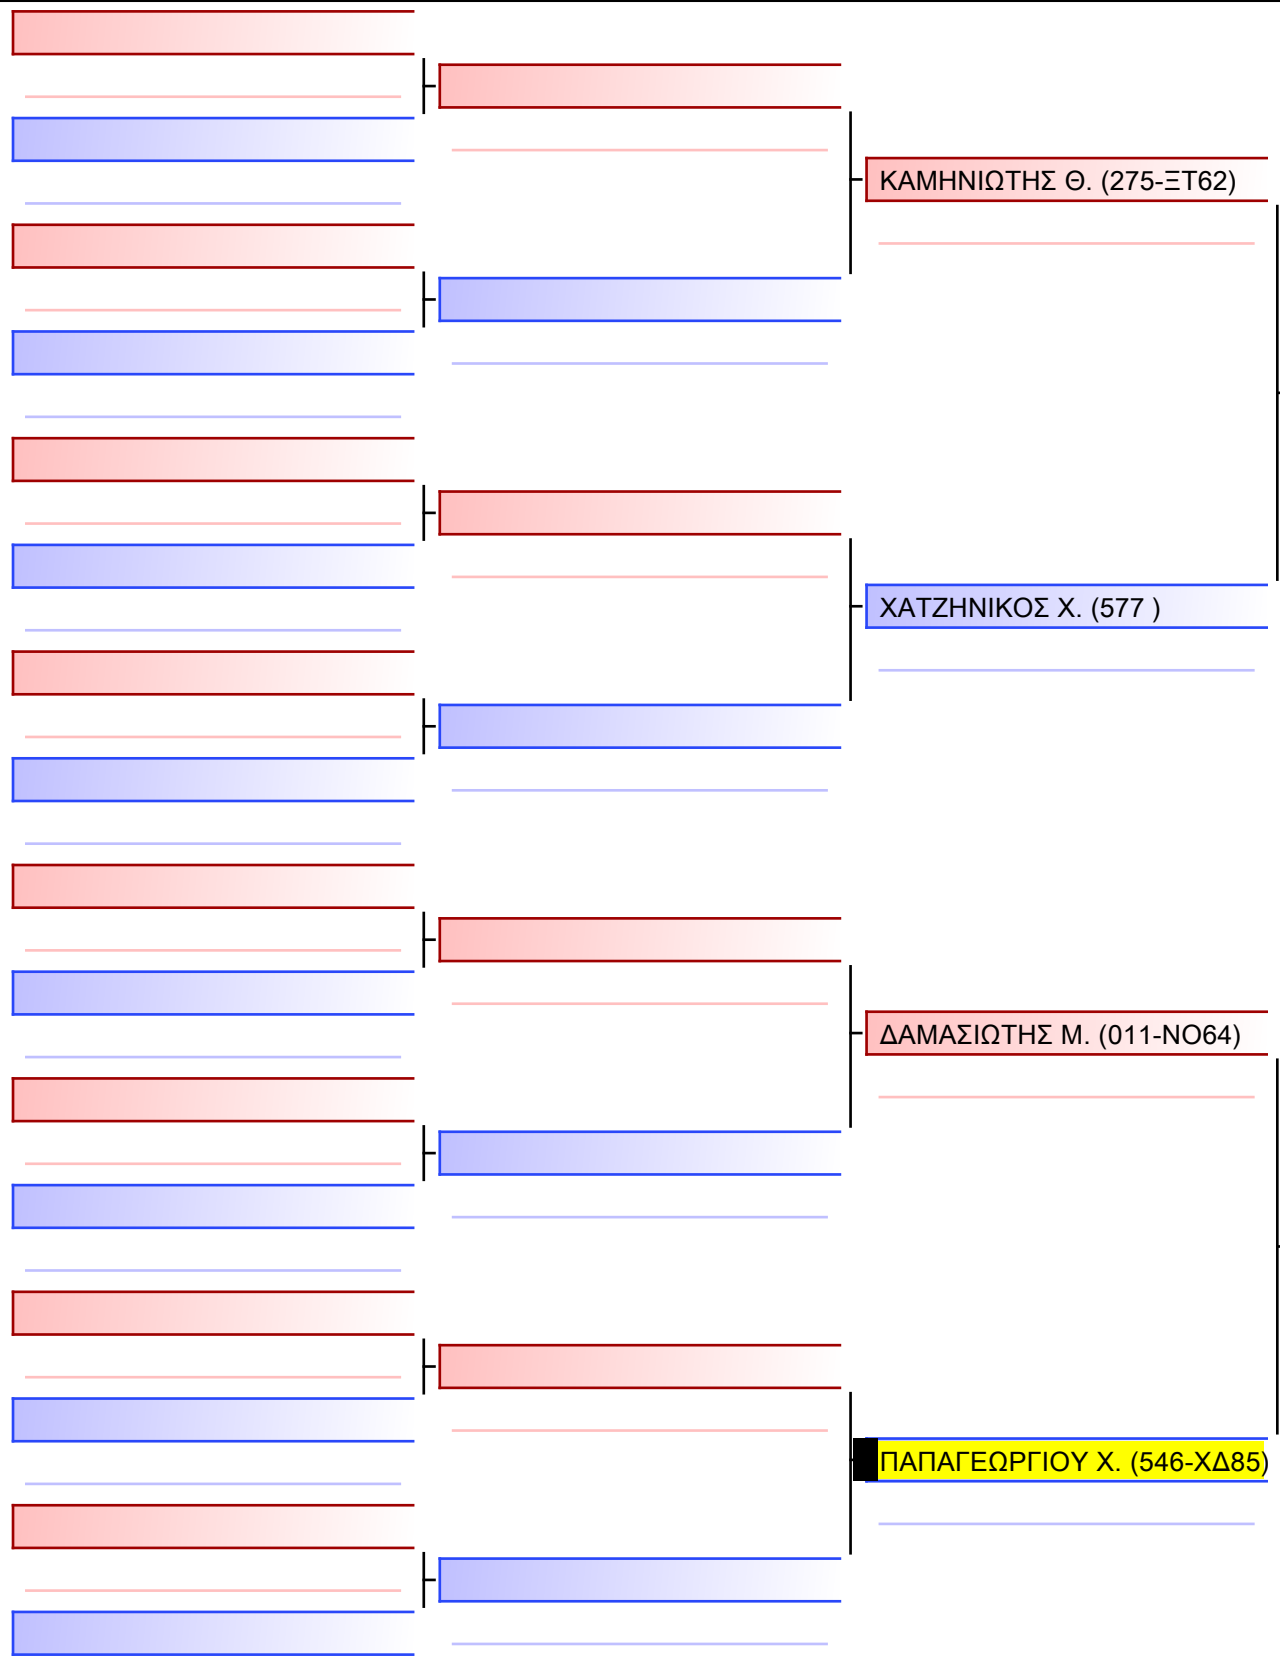 ΚΑΜΗΝΙΩΤΗΣ Θ. (275-ΞΤ62)
ΧΑΤΖΗΝΙΚΟΣ Χ. (577 )
ΔΑΜΑΣΙΩΤΗΣ Μ. (011-ΝΟ64)
ΠΑΠΑΓΕΩΡΓΙΟΥ Χ. (546-ΧΔ85)